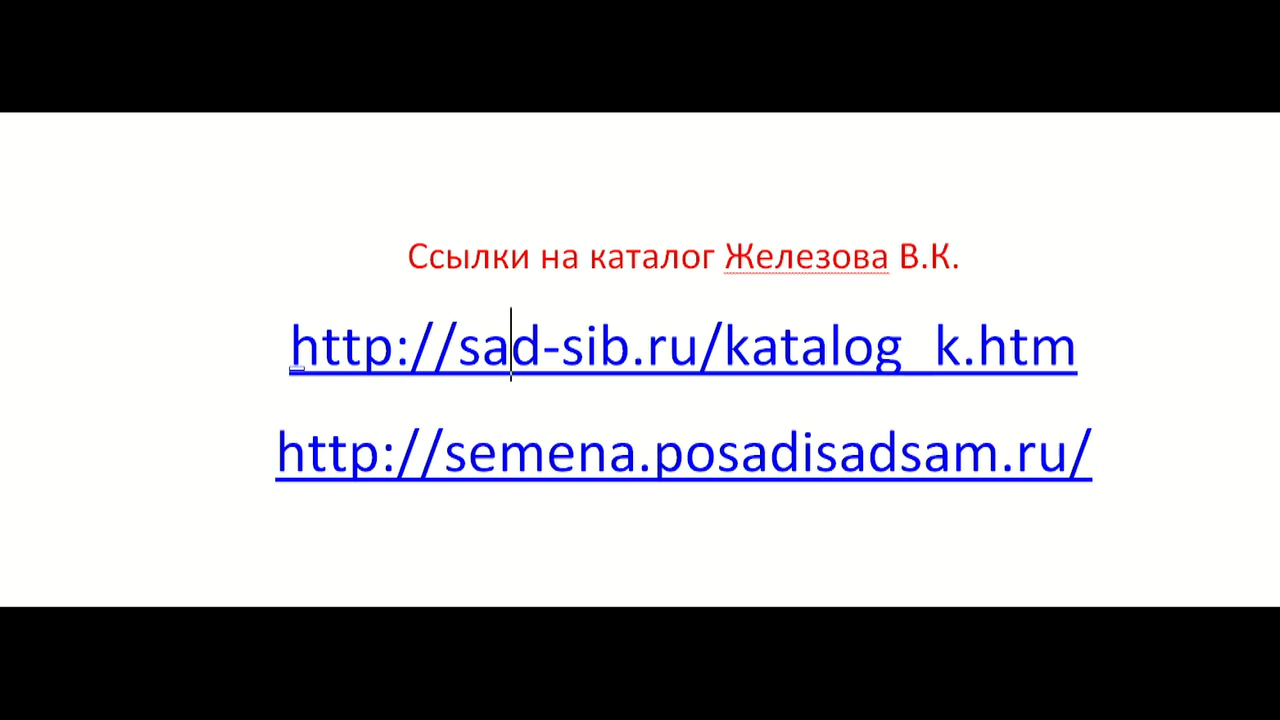 Ссылки на каталог Железова В.К.
http://sad-sib.ru/katalog_k.htm
http://semena.posadisadsam.ru/